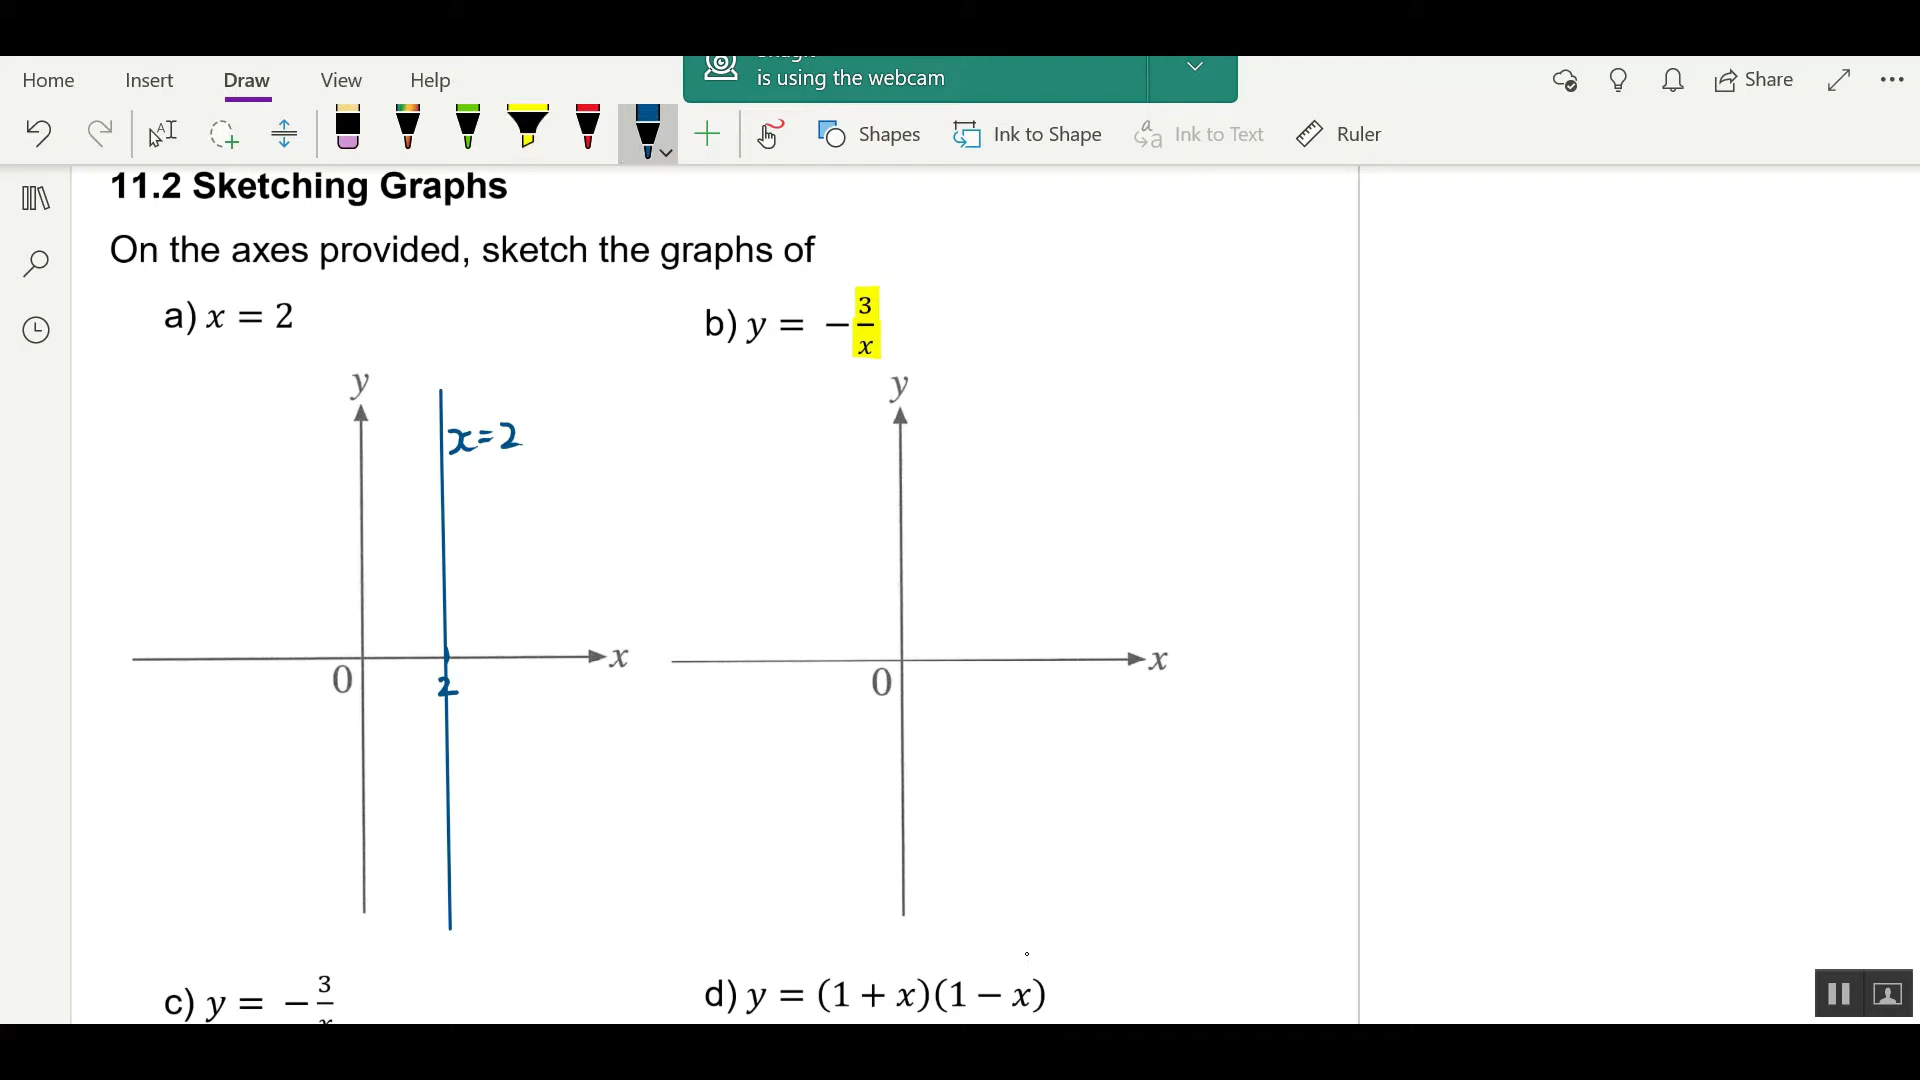 is using the webcam
Home Insert Draw View Help Share
Shapes Ink to Shape Ink to Text Ruler
11.2 Sketching Graphs
On the axes provided, sketch the graphs of
a) x = 2
b) y = −3/x
y
x=2
x
0
2
y
x
0
c) y = −3/x
d) y = (1 + x)(1 − x)